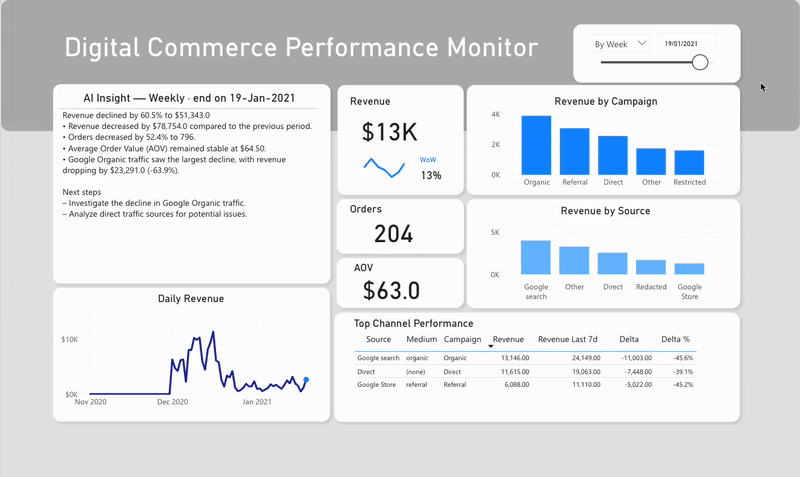 Digital Commerce Performance Monitor
By Week
19/01/2021
AI Insight — Weekly · end on 19-Jan-2021
Revenue declined by 60.5% to $51,343.0
• Revenue decreased by $78,754.0 compared to the previous period.
• Orders decreased by 52.4% to 796.
• Average Order Value (AOV) remained stable at $64.50.
• Google Organic traffic saw the largest decline, with revenue
dropping by $23,291.0 (-63.9%).
Next steps
– Investigate the decline in Google Organic traffic.
– Analyze direct traffic sources for potential issues.
Revenue
$13K
WoW
13%
Orders
204
AOV
$63.0
Revenue by Campaign
4K
2K
0K
Organic Referral Direct Other Restricted
Revenue by Source
5K
0K
Google Other Direct Redacted Google
search Store
Daily Revenue
$10K
$0K
Nov 2020 Dec 2020 Jan 2021
Top Channel Performance
Source Medium Campaign Revenue Revenue Last 7d Delta Delta %
Google search organic Organic 13,146.00 24,149.00 -11,003.00 -45.6%
Direct (none) Direct 11,615.00 19,063.00 -7,448.00 -39.1%
Google Store referral Referral 6,088.00 11,110.00 -5,022.00 -45.2%